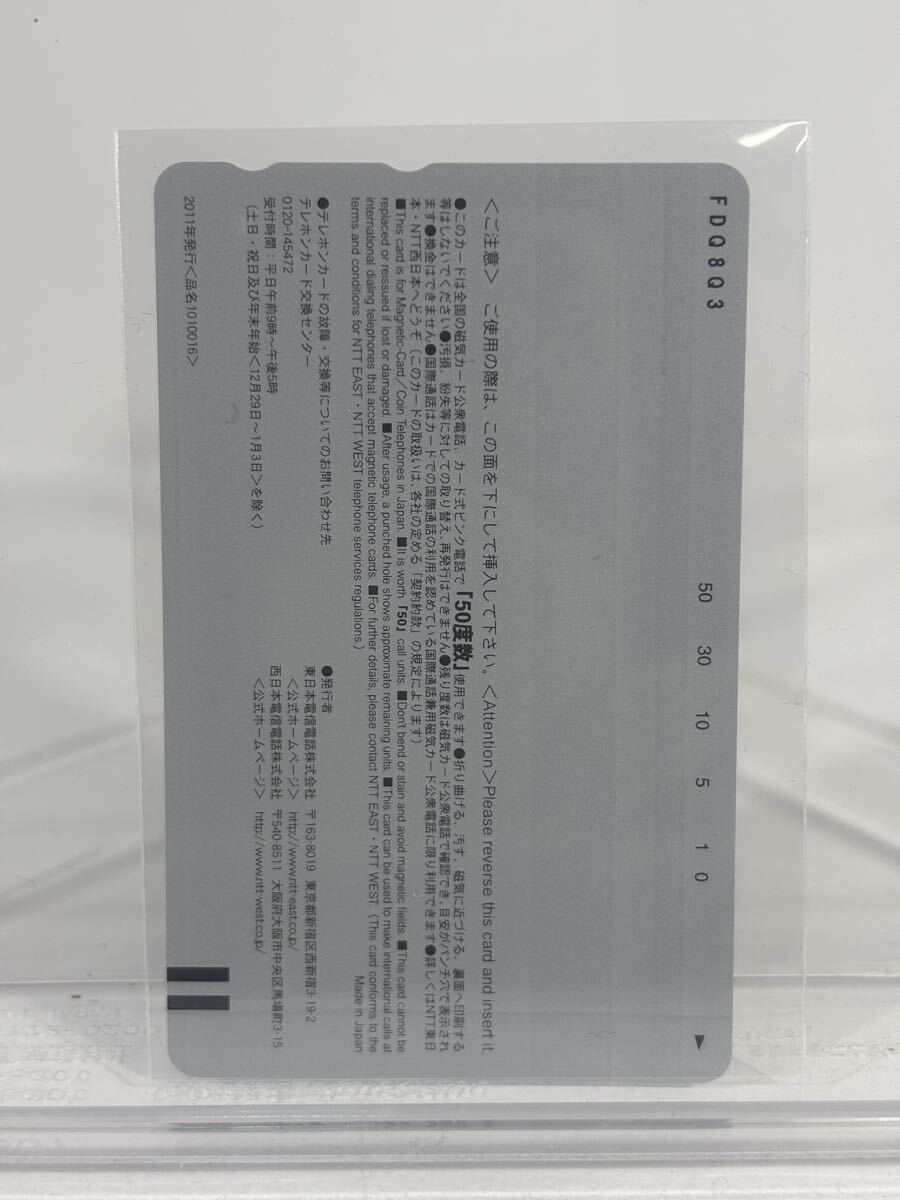 FDQ8Q3
50 30 10 5 1 0
<ご注意> ご使用の際は、この面を下にして挿入して下さい。<Attention>Please reverse this card and insert it.
●このカードは全国の磁気カード公衆電話、カード式ピンク電話で「50度数」使用できます●折り曲げる、汚す、磁気に近づける、裏面へ印刷する
等はしないでください●汚損、紛失等に対しての取り替え、再発行はできません●残り度数は磁気カード公衆電話で確認でき、目安がパンチ穴で表示され
ます●換金はできません●国際通話はカードでの国際通話の利用を認めている国際通話兼用磁気カード公衆電話に限り利用できます●詳しくはNTT東日
本・NTT西日本へどうぞ(このカードの取扱いは、各社の定める「契約約款」の規定によります)
■This card is for Magnetic-Card/Coin Telephones in Japan. ■It is worth「50」call units. ■Don't bend or stain and avoid magnetic fields. ■This card cannot be
replaced or reissued if lost or damaged. ■After usage, a punched hole shows approximate remaining units. ■This card can be used to make international calls at
international dialing telephones that accept magnetic telephone cards. ■For further details, please contact NTT EAST・NTT WEST. (This card conforms to the
terms and conditions for NTT EAST・NTT WEST telephone services regulations.)
Made in Japan
●テレホンカードの故障・交換等についてのお問い合わせ先
テレホンカード交換センター
0120-145472
受付時間:平日午前9時~午後5時
(土日・祝日及び年末年始<12月29日~1月3日>を除く)
●発行者
東日本電信電話株式会社 〒163-8019 東京都新宿区西新宿3-19-2
<公式ホームページ> http://www.ntt-east.co.jp/
西日本電信電話株式会社 〒540-8511 大阪府大阪市中央区馬場町3-15
<公式ホームページ> http://www.ntt-west.co.jp/
2011年発行<品名1010016>